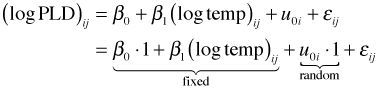 (log PLD)ij = β0 + β1(log temp)ij + u0i + εij
= β0 · 1 + β1(log temp)ij + u0i · 1 + εij
fixed random